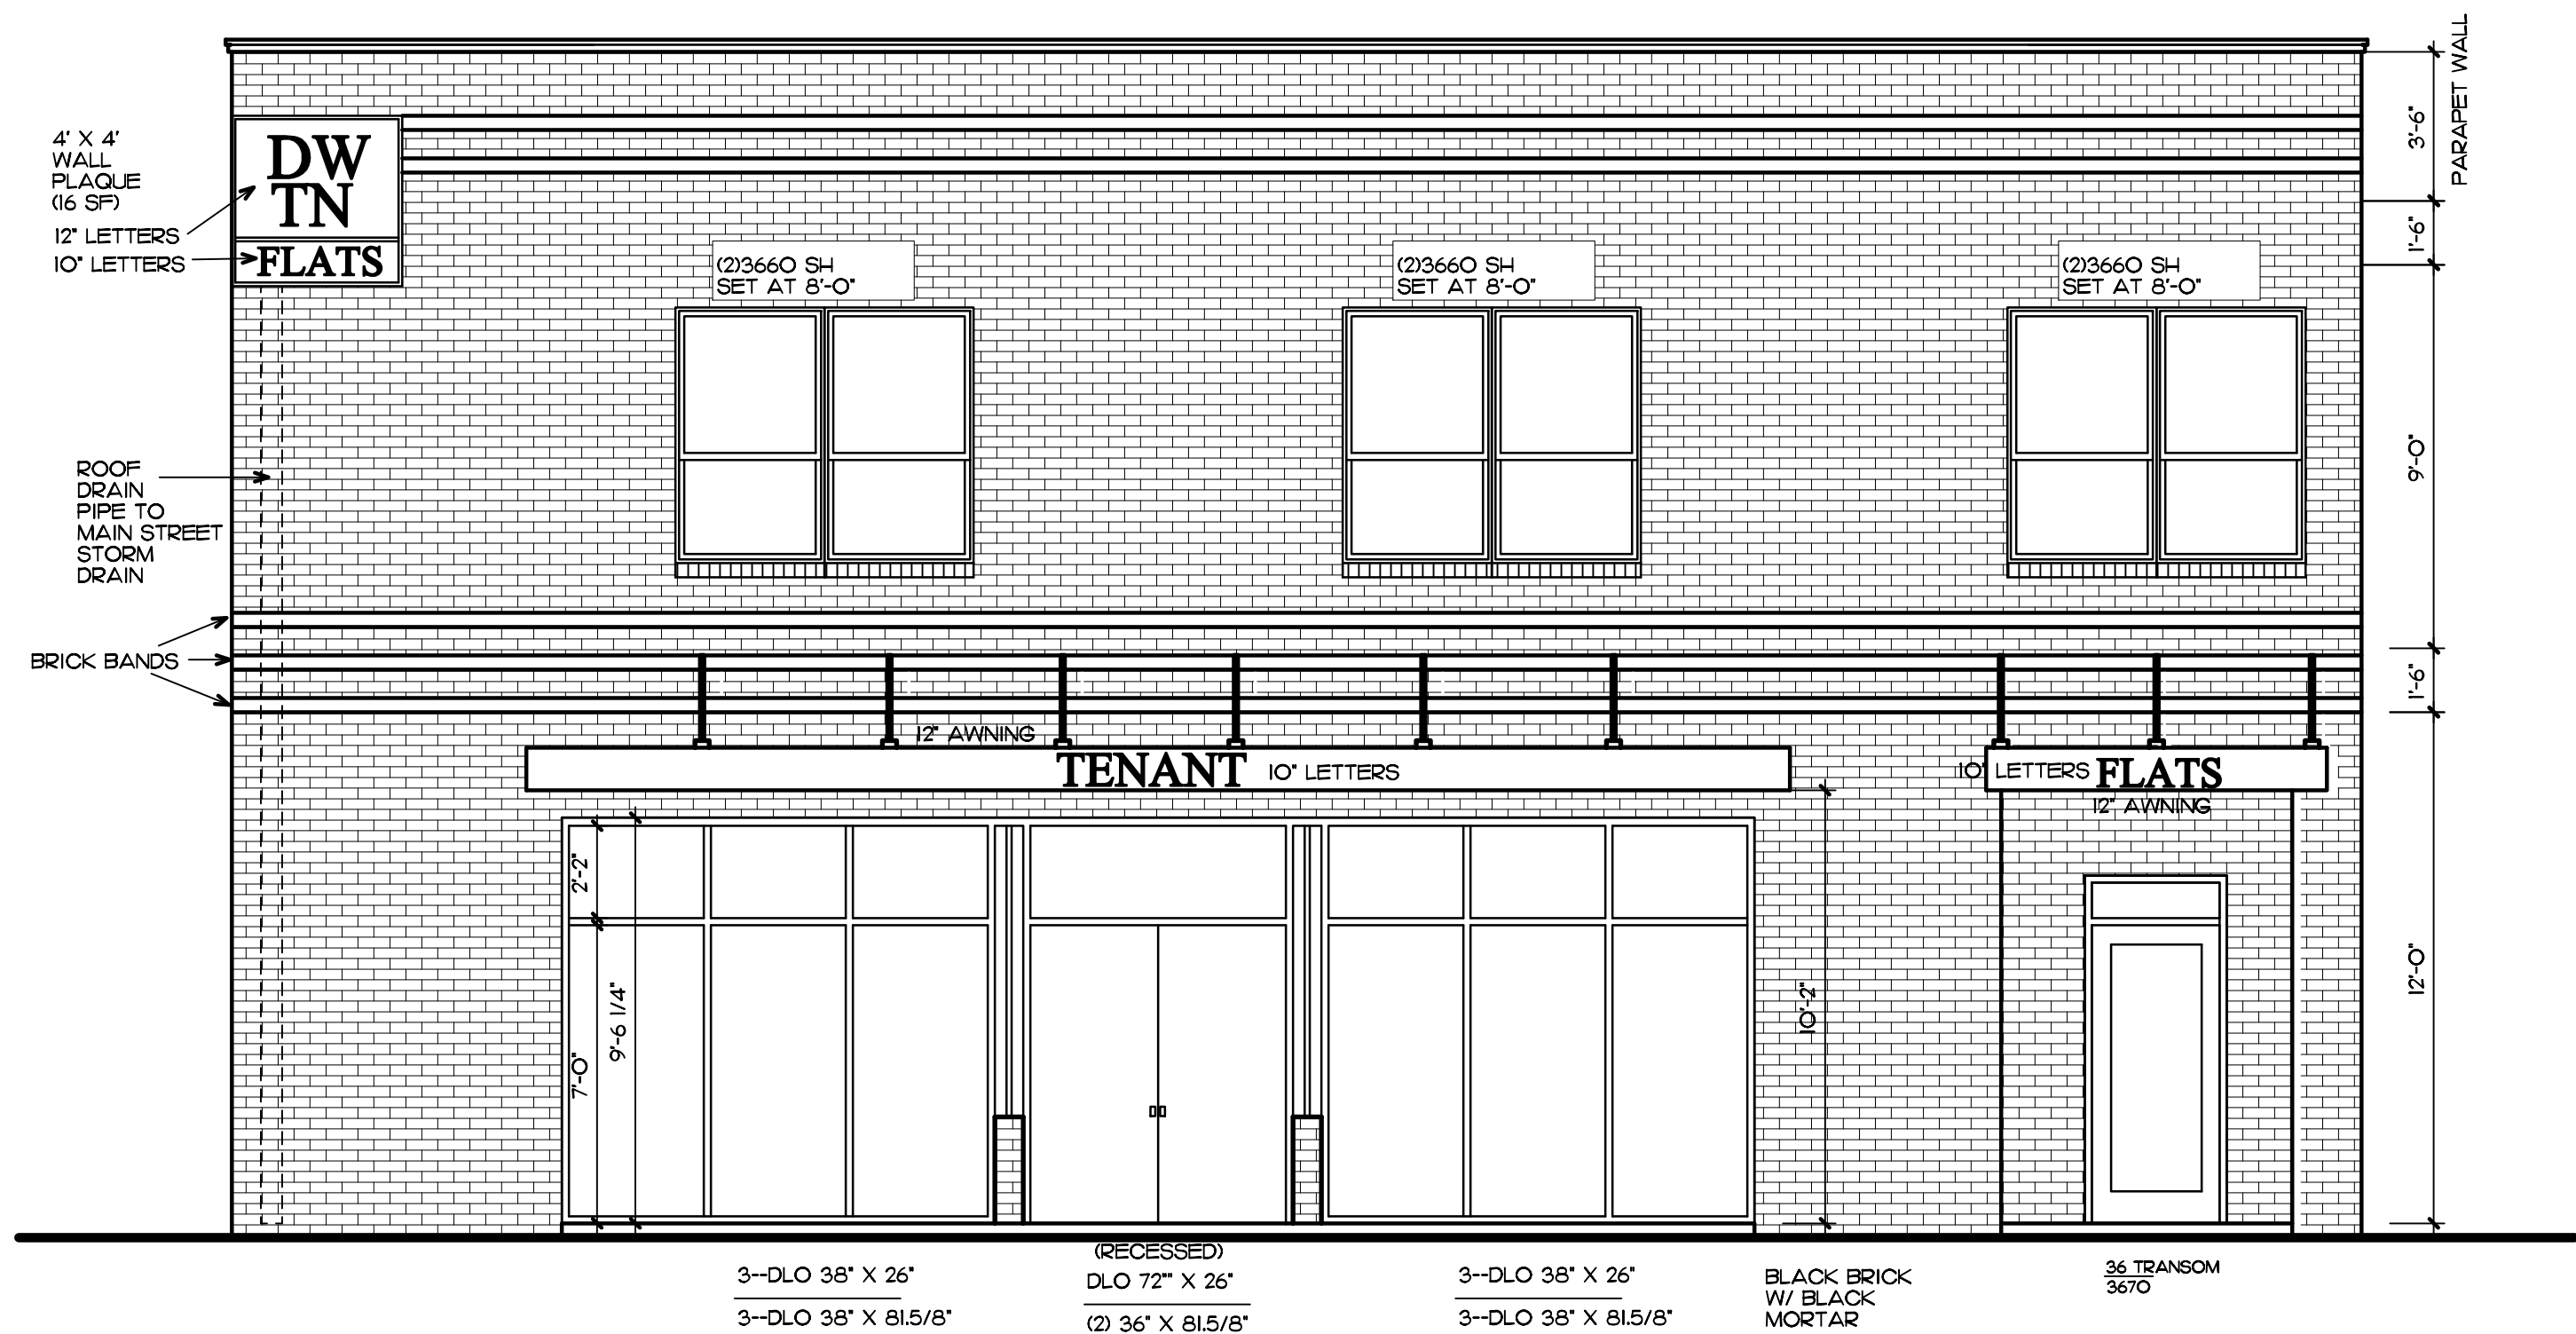 PARAPET WALL
3'-6"
1'-6"
9'-0"
1'-6"
12'-0"
4' X 4'
WALL
PLAQUE
(16 SF)
12" LETTERS
10" LETTERS
DW
TN
FLATS
(2)3660 SH
SET AT 8'-0"
(2)3660 SH
SET AT 8'-0"
(2)3660 SH
SET AT 8'-0"
ROOF
DRAIN
PIPE TO
MAIN STREET
STORM
DRAIN
BRICK BANDS
12" AWNING
TENANT 10" LETTERS
10" LETTERS FLATS
12" AWNING
2'-2"
9'-6 1/4"
7'-0"
10'-2"
(RECESSED)
3--DLO 38" X 26"
3--DLO 38" X 81.5/8"
DLO 72"" X 26"
(2) 36" X 81.5/8"
3--DLO 38" X 26"
3--DLO 38" X 81.5/8"
BLACK BRICK
W/ BLACK
MORTAR
36 TRANSOM
3670